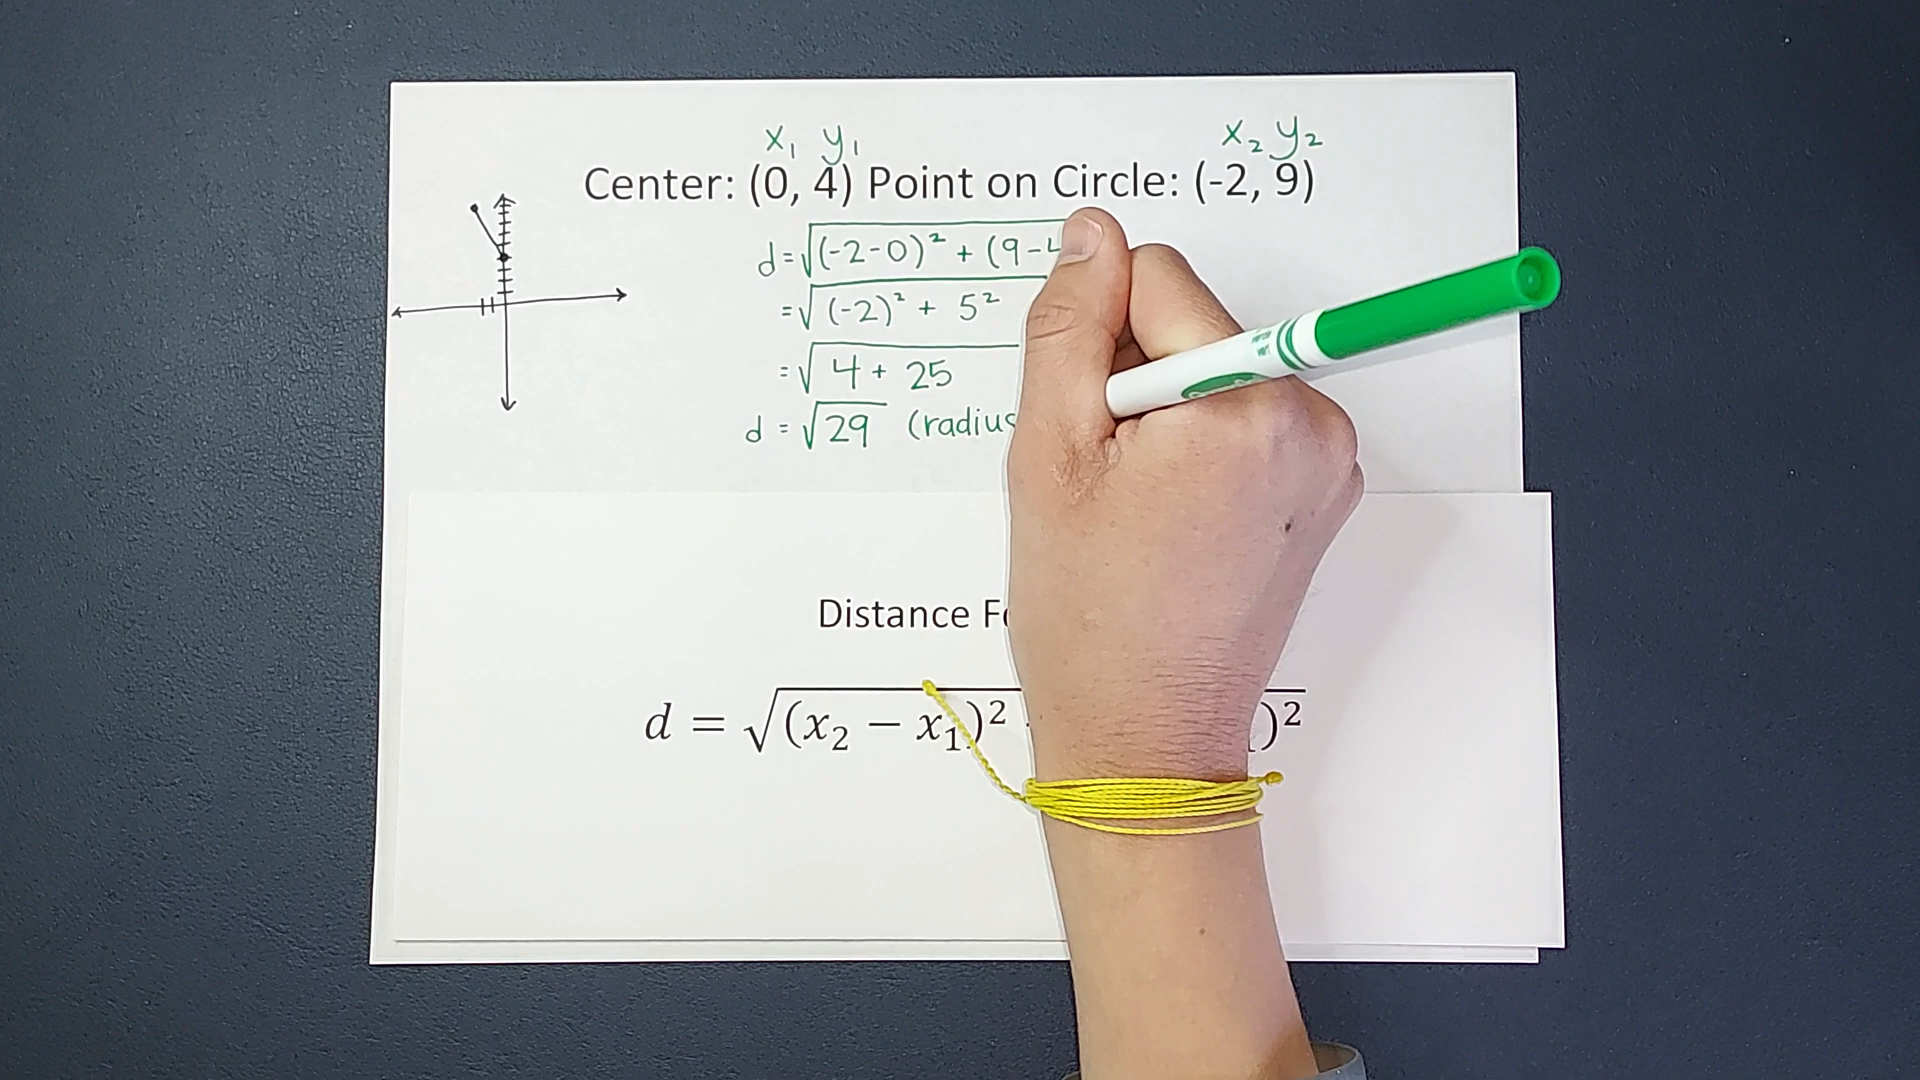 x₁ y₁ x₂ y₂
Center: (0, 4) Point on Circle: (-2, 9)
d = √(-2-0)² + (9-4
= √(-2)² + 5²
= √4 + 25
d = √29 (radius
Distance
d = √(x₂ − x₁)² )²